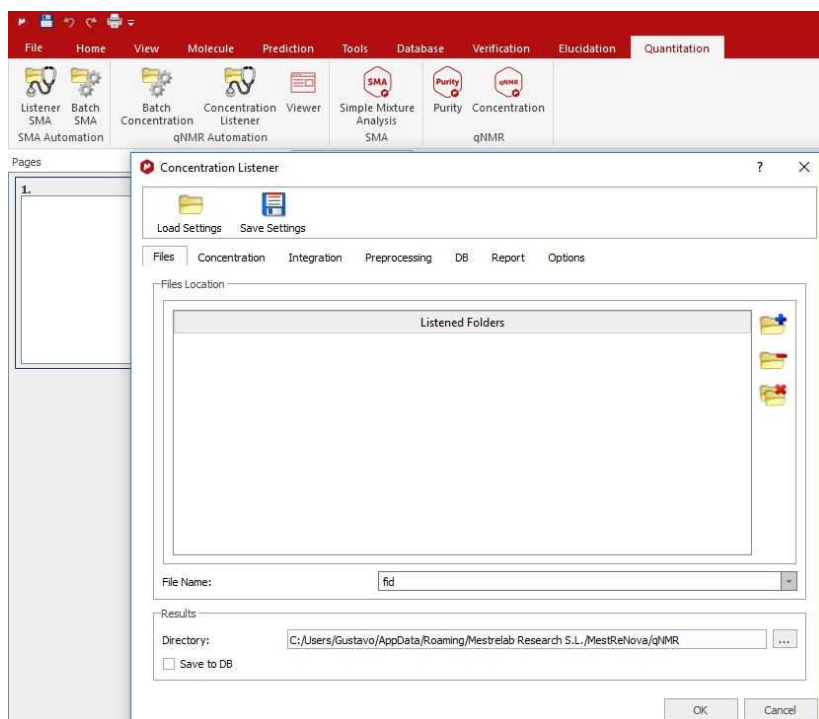 File Home View Molecule Prediction Tools Database Verification Elucidation Quantitation
SMA Purity qNMR
Listener Batch Batch Concentration Viewer Simple Mixture Purity Concentration
SMA SMA Concentration Listener Analysis
SMA Automation qNMR Automation SMA qNMR
Pages
1.
Concentration Listener ?
Load Settings Save Settings
Files Concentration Integration Preprocessing DB Report Options
Files Location
Listed Folders
File Name: fid
Results
Directory: C:/Users/Gustavo/AppData/Roaming/Mestrelab Research S.L./MestReNova/qNMR ...
Save to DB
OK Cancel